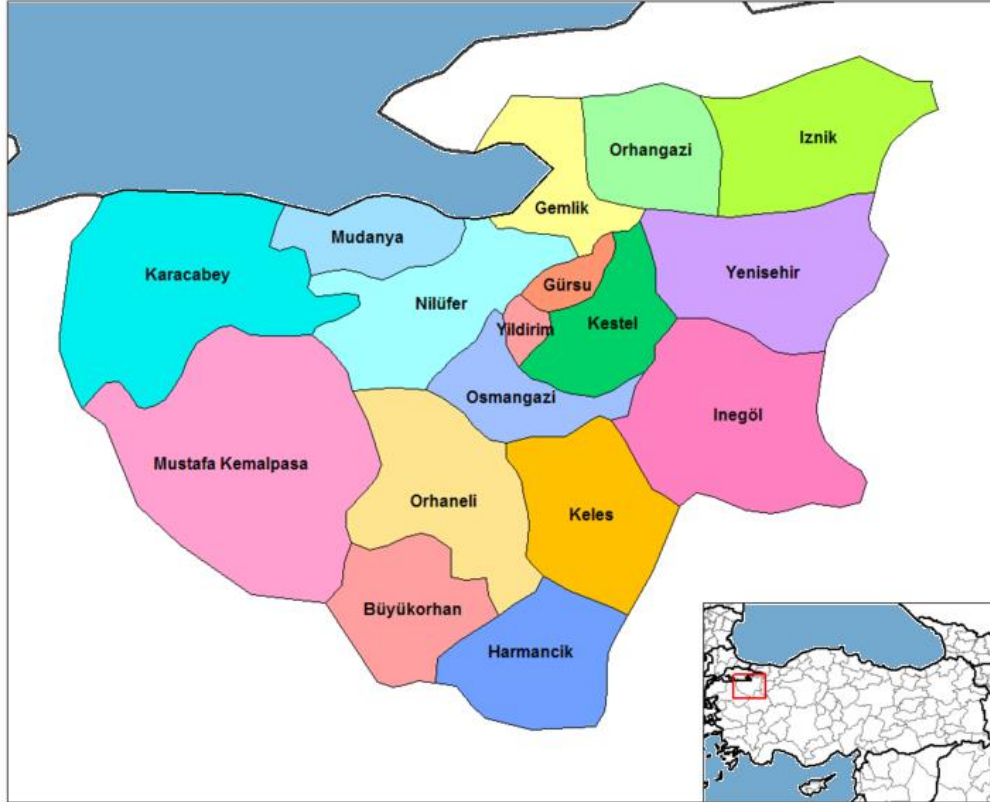 Iznik
Orhangazi
Gemlik
Mudanya
Karacabey
Yenisehir
Gürsu
Nilüfer
Kestel
Yildirim
Osmangazi
Inegöl
Mustafa Kemalpasa
Orhaneli
Keles
Büyükorhan
Harmancik